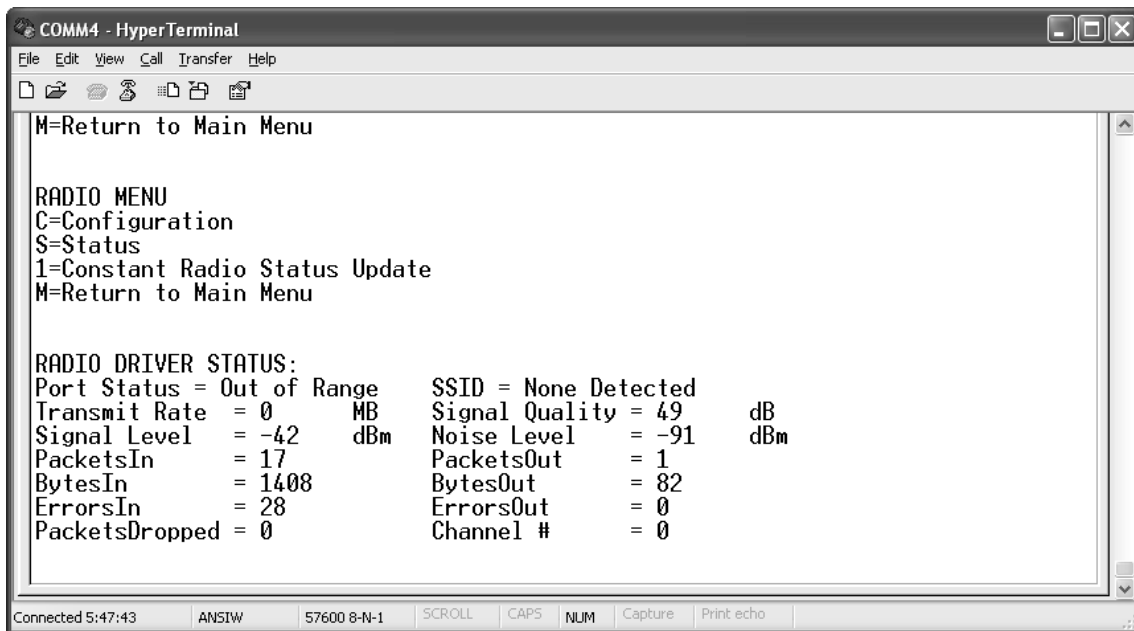 COMM4 - HyperTerminal
File Edit View Call Transfer Help
M=Return to Main Menu
RADIO MENU
C=Configuration
S=Status
1=Constant Radio Status Update
M=Return to Main Menu
RADIO DRIVER STATUS:
Port Status = Out of Range SSID = None Detected
Transmit Rate = 0 MB Signal Quality = 49 dB
Signal Level = -42 dBm Noise Level = -91 dBm
PacketsIn = 17 PacketsOut = 1
BytesIn = 1408 BytesOut = 82
ErrorsIn = 28 ErrorsOut = 0
PacketsDropped = 0 Channel # = 0
Connected 5:47:43 ANSIW 57600 8-N-1 SCROLL CAPS NUM Capture Print echo